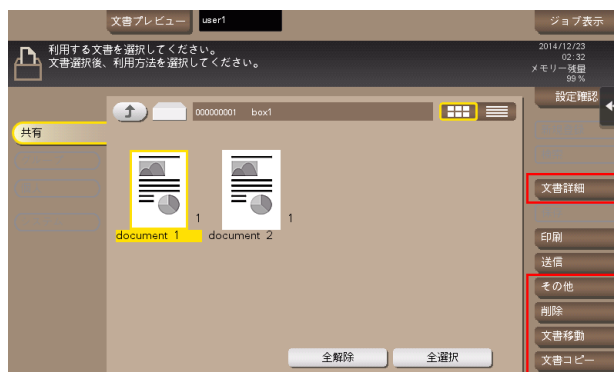 文書プレビュー
user1
ジョブ表示
利用する文書を選択してください。
文書選択後、利用方法を選択してください。
2014/12/23
02:32
メモリー残量
99 %
設定確認
000000001 box1
共有
1
1
document 1
document 2
文書詳細
印刷
送信
その他
削除
文書移動
文書コピー
全解除
全選択